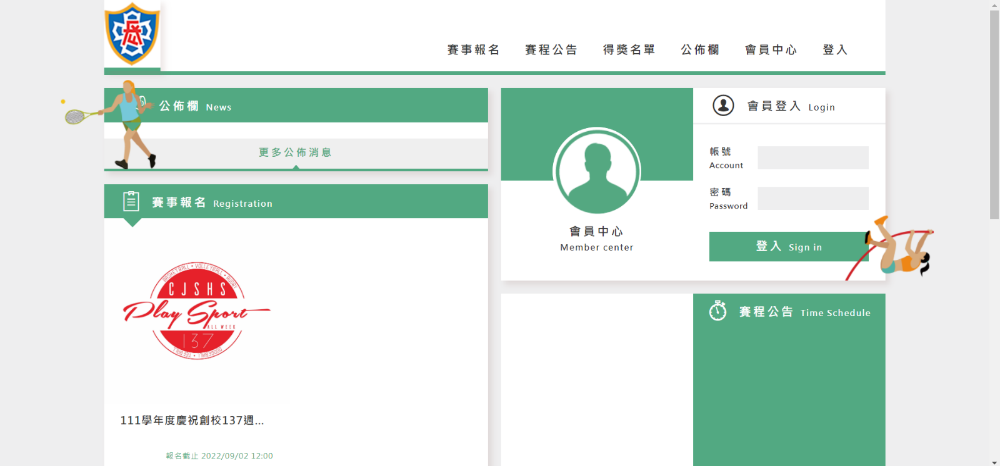 賽事報名 賽程公告 得獎名單 公佈欄 會員中心 登入
公佈欄 News
更多公佈消息
賽事報名 Registration
BASKETBALL • VOLLEYBALL • RUGBY
CJSHS
Play Sport
ALL WEEK
137
TEE BALL • DODGEBALL
111學年度慶祝創校137週...
報名截止 2022/09/02 12:00
會員中心
Member center
會員登入 Login
帳號
Account
密碼
Password
登入 Sign in
賽程公告 Time Schedule